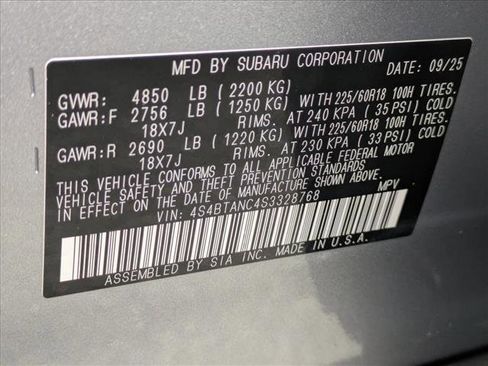 MFD BY SUBARU CORPORATION DATE: 09/25
GVWR: 4850 LB (2200 KG)
GAWR:F 2756 LB (1250 KG) WITH 225/60R18 100H TIRES.
18X7J RIMS. AT 240 KPA ( 35 PSI) COLD
GAWR:R 2690 LB (1220 KG) WITH 225/60R18 100H TIRES.
18X7J RIMS. AT 230 KPA ( 33 PSI) COLD
THIS VEHICLE CONFORMS TO ALL APPLICABLE FEDERAL MOTOR
VEHICLE SAFETY AND THEFT PREVENTION STANDARDS IN
EFFECT ON THE DATE OF MANUFACTURE SHOWN ABOVE.
VIN: 4S4BTANC4S3328768 MPV
ASSEMBLED BY SIA INC. MADE IN U.S.A.